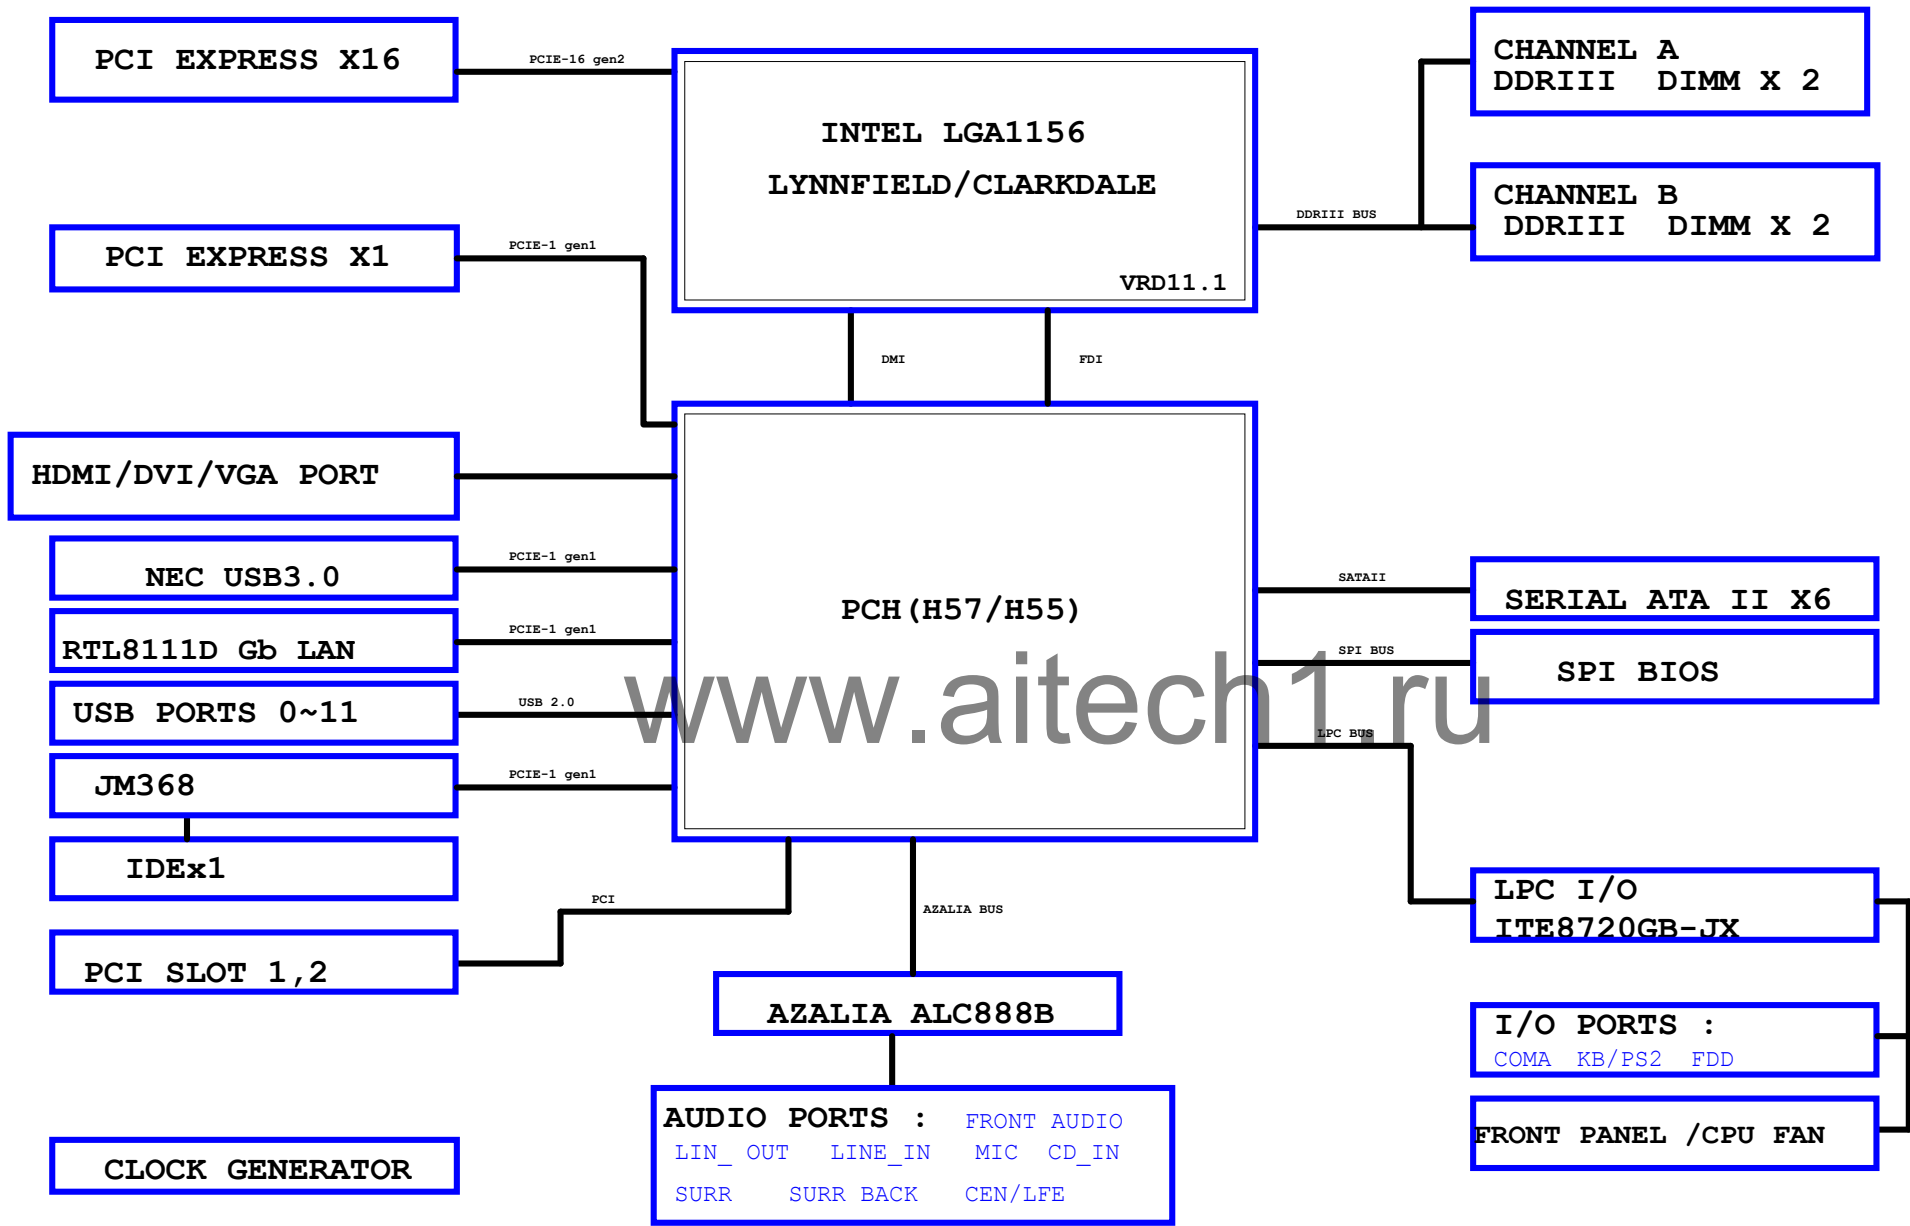 PCI EXPRESS X16
PCIE-16 gen2
INTEL LGA1156
LYNNFIELD/CLARKDALE
VRD11.1
CHANNEL A
DDRIII DIMM X 2
CHANNEL B
DDRIII DIMM X 2
DDRIII BUS
PCI EXPRESS X1
PCIE-1 gen1
DMI
FDI
HDMI/DVI/VGA PORT
NEC USB3.0
PCIE-1 gen1
RTL8111D Gb LAN
PCIE-1 gen1
USB PORTS 0~11
USB 2.0
JM368
PCIE-1 gen1
IDEx1
PCI SLOT 1,2
PCI
PCH(H57/H55)
www.aitech1.ru
SATAII
SERIAL ATA II X6
SPI BUS
SPI BIOS
LPC BUS
LPC I/O
ITE8720GB-JX
I/O PORTS :
COMA KB/PS2 FDD
FRONT PANEL /CPU FAN
AZALIA BUS
AZALIA ALC888B
AUDIO PORTS : FRONT AUDIO
LIN_ OUT LINE_IN MIC CD_IN
SURR SURR BACK CEN/LFE
CLOCK GENERATOR